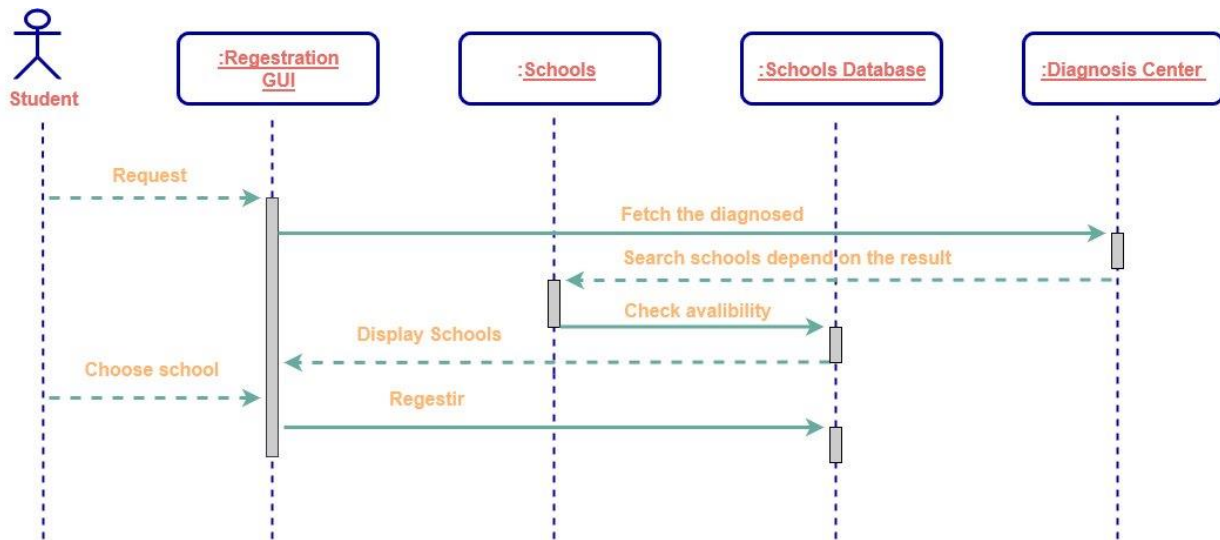 Student
:Regestration
GUI
:Schools
:Schools Database
:Diagnosis Center
Request
Fetch the diagnosed
Search schools depend on the result
Check avalibility
Display Schools
Choose school
Regestir